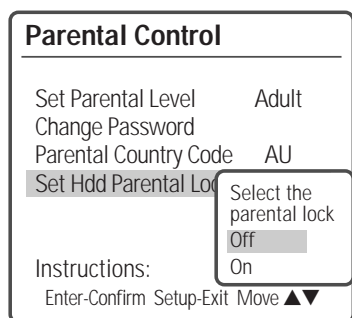 Parental Control
Set Parental Level Adult
Change Password
Parental Country Code AU
Set Hdd Parental
Select the
parental lock
Off
On
Instructions:
Enter-Confirm Setup-Exit Move ▲▼